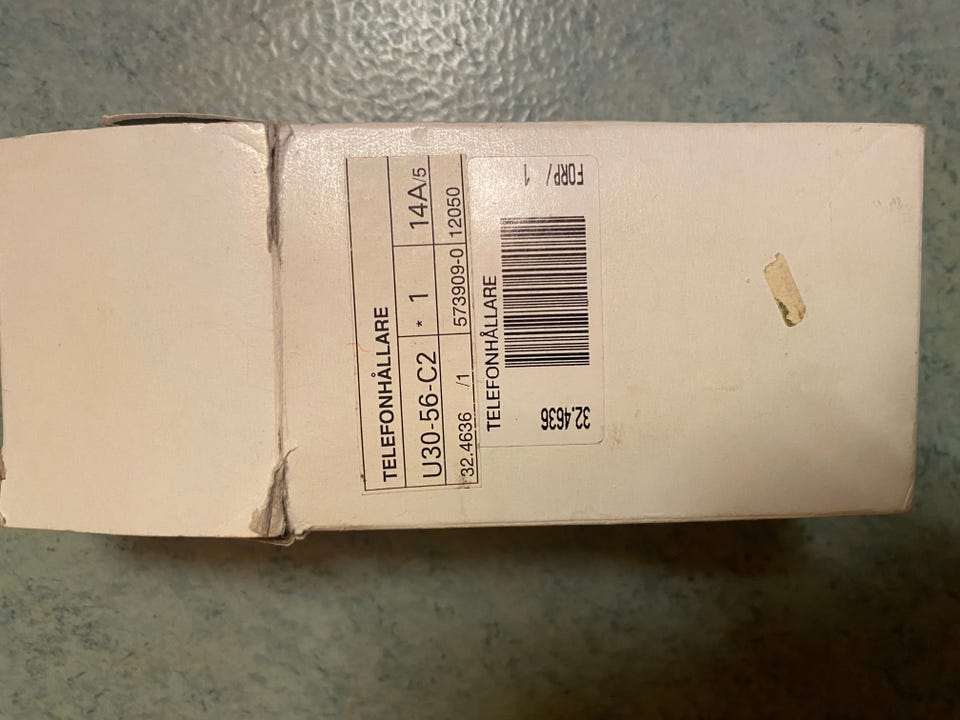 TELEFONHÅLLARE
U30-56-C2 * 1 14A/5
32.4636 /1 573909-0 12050
TELEFONHÅLLARE
32.4636 FORP/ 1